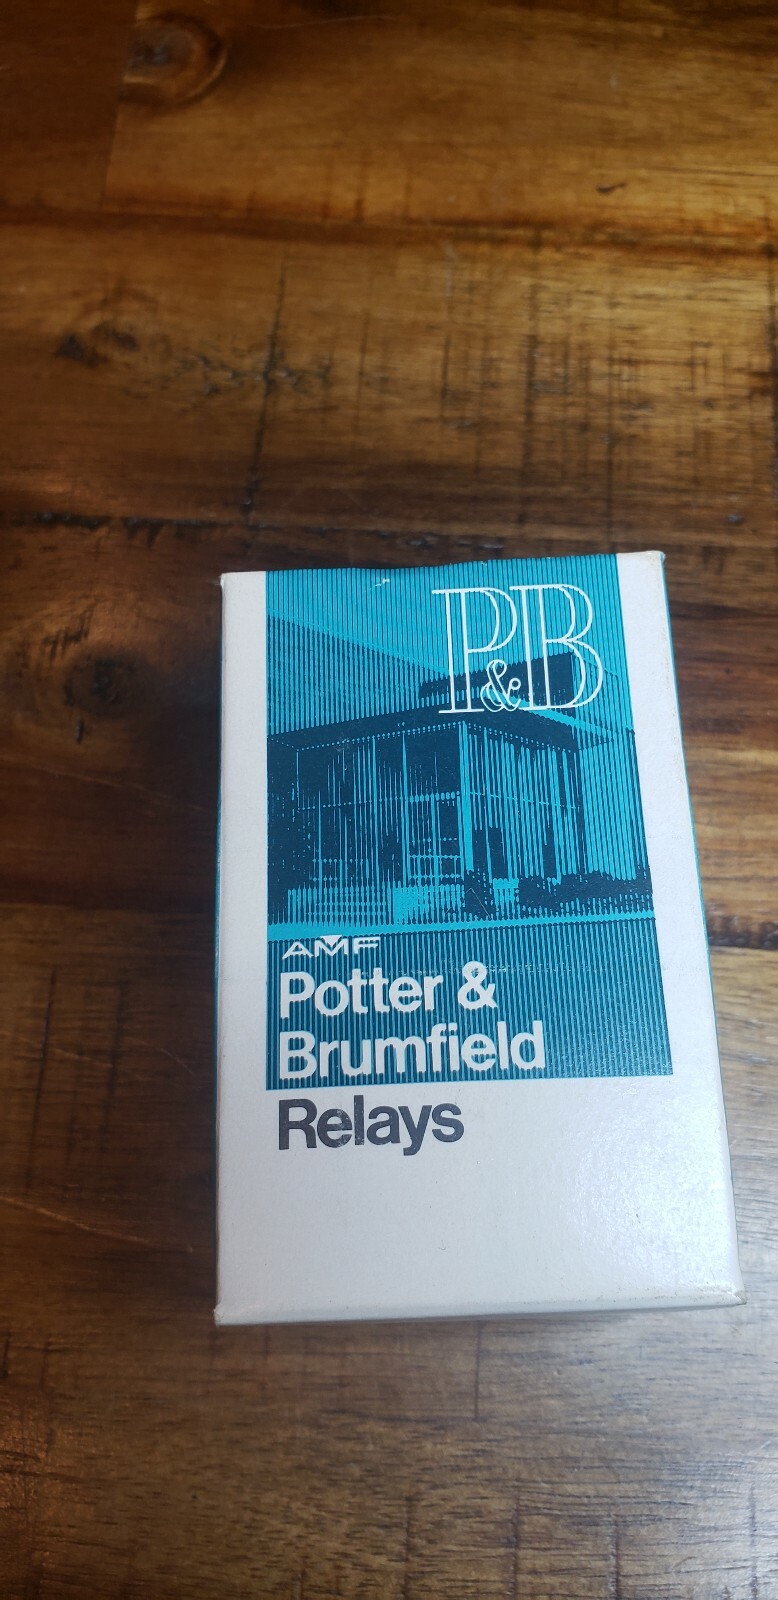 P&B
AMF
Potter &
Brumfield
Relays